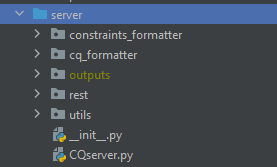 server
constraints_formatter
cq_formatter
outputs
rest
utils
__init__.py
CQserver.py